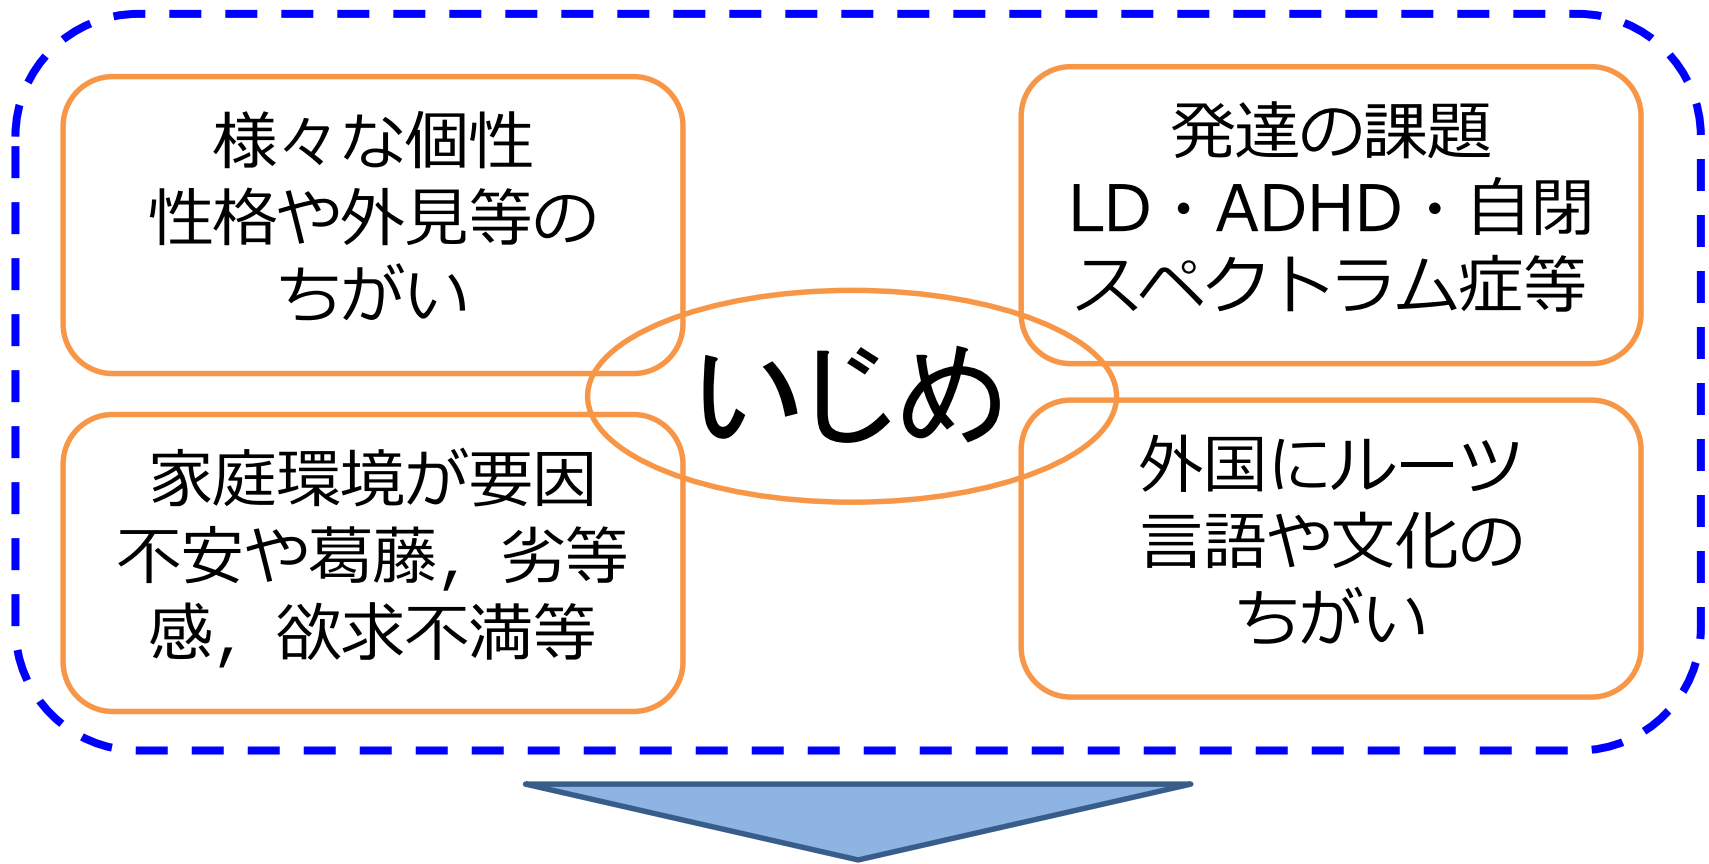 様々な個性
性格や外見等の
ちがい
発達の課題
LD・ADHD・自閉
スペクトラム症等
いじめ
家庭環境が要因
不安や葛藤，劣等
感，欲求不満等
外国にルーツ
言語や文化の
ちがい